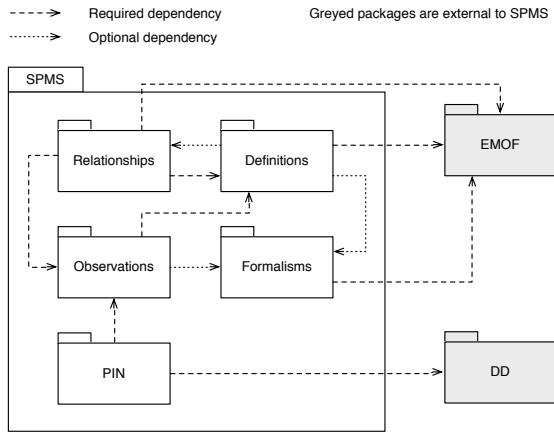 Required dependency
Greyed packages are external to SPMS
Optional dependency
SPMS
Relationships
Definitions
EMOF
Observations
Formalisms
PIN
DD